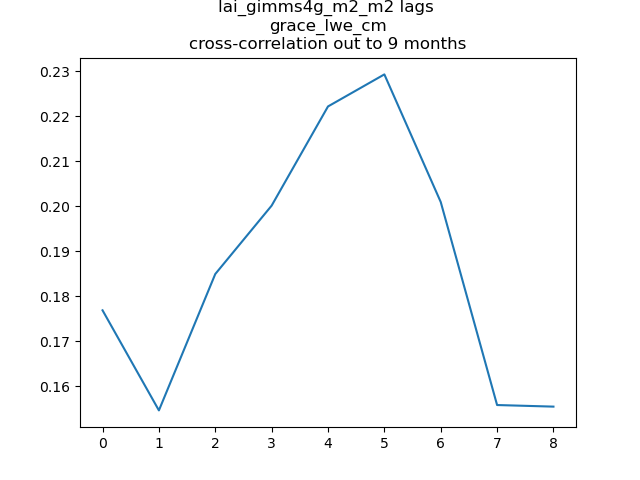 lai_gimms4g_m2_m2 lags
grace_lwe_cm
cross-correlation out to 9 months
0.23
0.22
0.21
0.20
0.19
0.18
0.17
0.16
0 1 2 3 4 5 6 7 8